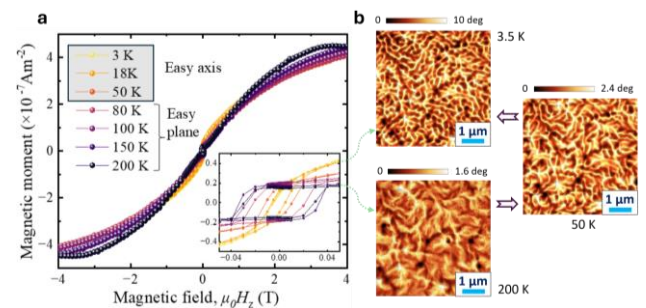 a
Magnetic moment (×10⁻⁷Am⁻²)
4
2
0
−2
−4
3 K
18K
50 K
Easy axis
80 K
100 K
150 K
200 K
Easy
plane
0.4
0.2
0.0
−0.2
−0.4
−0.04
0.00
0.04
−4
−2
0
2
4
Magnetic field, μ₀H_z (T)
b
0 10 deg
3.5 K
1 μm
0 2.4 deg
1 μm
50 K
0 1.6 deg
1 μm
200 K